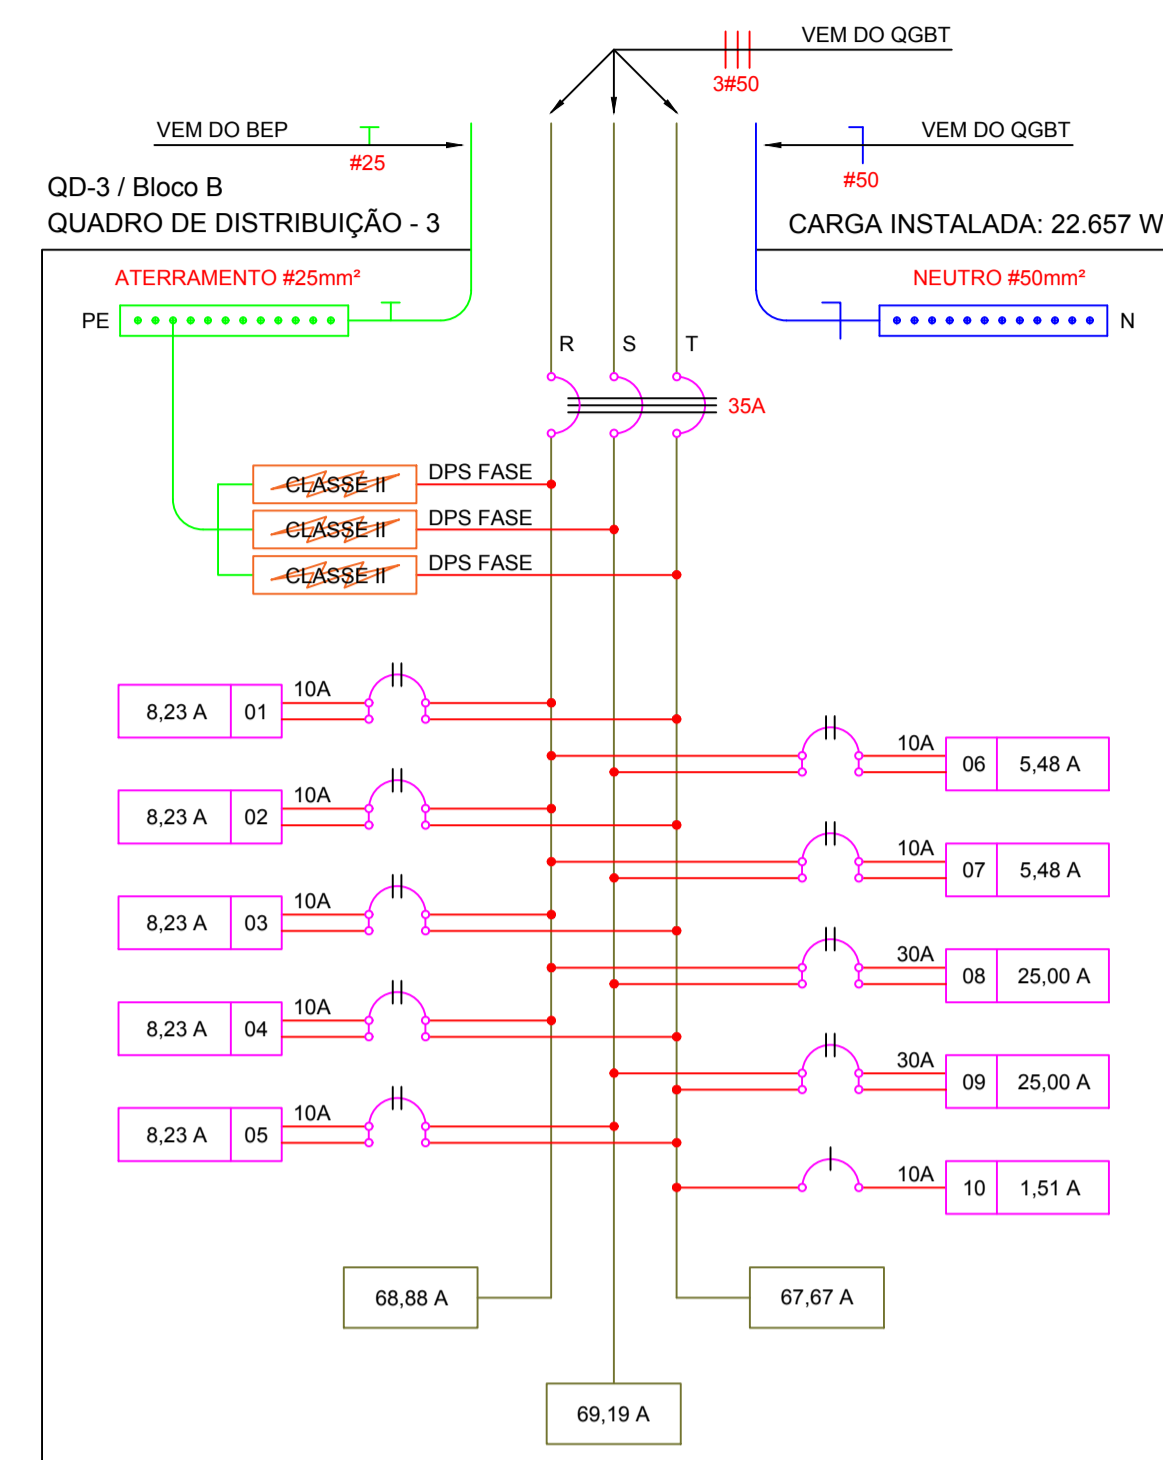 VEM DO QGBT
3#50
VEM DO BEP
#25
VEM DO QGBT
#50
QD-3 / Bloco B
QUADRO DE DISTRIBUIÇÃO - 3
CARGA INSTALADA: 22.657 W
ATERRAMENTO #25mm²
NEUTRO #50mm²
PE
N
R
S
T
35A
CLASSE II
DPS FASE
CLASSE II
DPS FASE
CLASSE II
DPS FASE
8,23 A
01
10A
10A
06
5,48 A
8,23 A
02
10A
10A
07
5,48 A
8,23 A
03
10A
30A
08
25,00 A
8,23 A
04
10A
30A
09
25,00 A
8,23 A
05
10A
10A
10
1,51 A
68,88 A
67,67 A
69,19 A